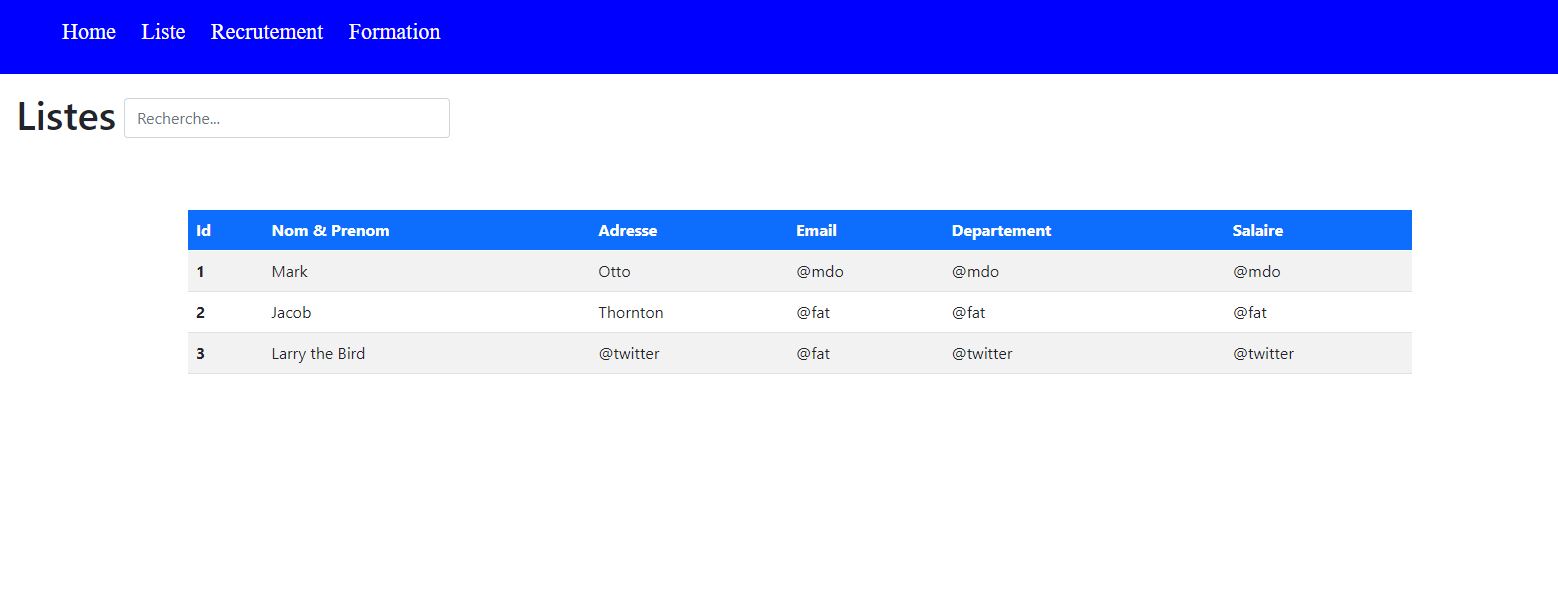 Home Liste Recrutement Formation
Listes Recherche...
Id Nom & Prenom Adresse Email Departement Salaire
1 Mark Otto @mdo @mdo @mdo
2 Jacob Thornton @fat @fat @fat
3 Larry the Bird @twitter @fat @twitter @twitter